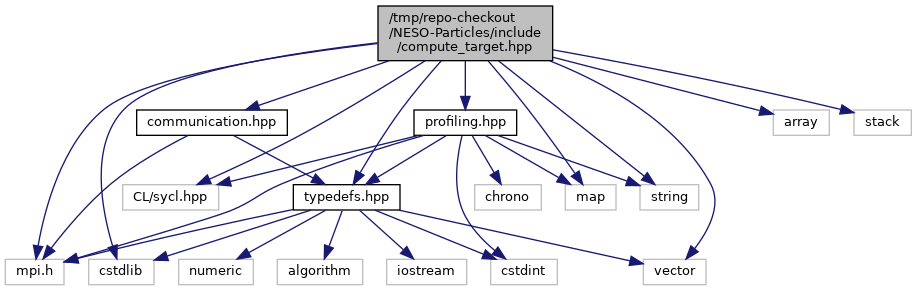 /tmp/repo-checkout
/NESO-Particles/include
/compute_target.hpp
communication.hpp
profiling.hpp
array
stack
CL/sycl.hpp
typedefs.hpp
chrono
map
string
mpi.h
cstdlib
numeric
algorithm
iostream
cstdint
vector